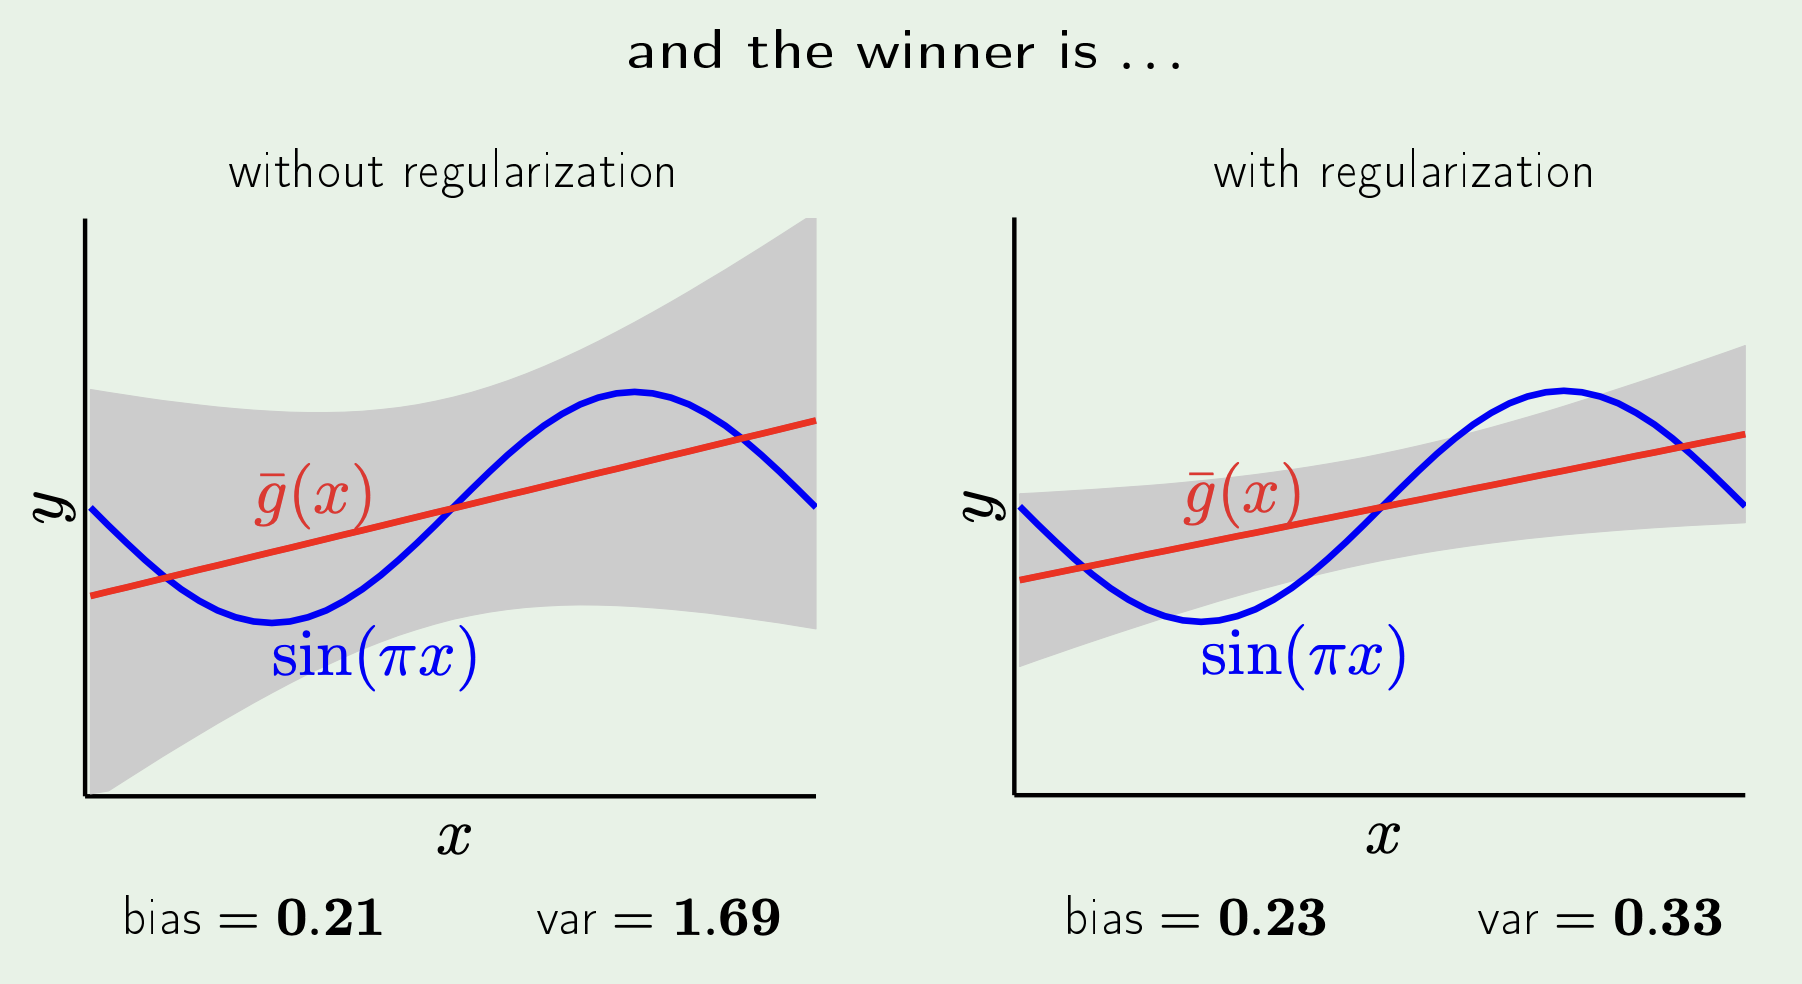 and the winner is ...
without regularization
y
ḡ(x)
sin(πx)
x
bias = 0.21 var = 1.69
with regularization
y
ḡ(x)
sin(πx)
x
bias = 0.23 var = 0.33